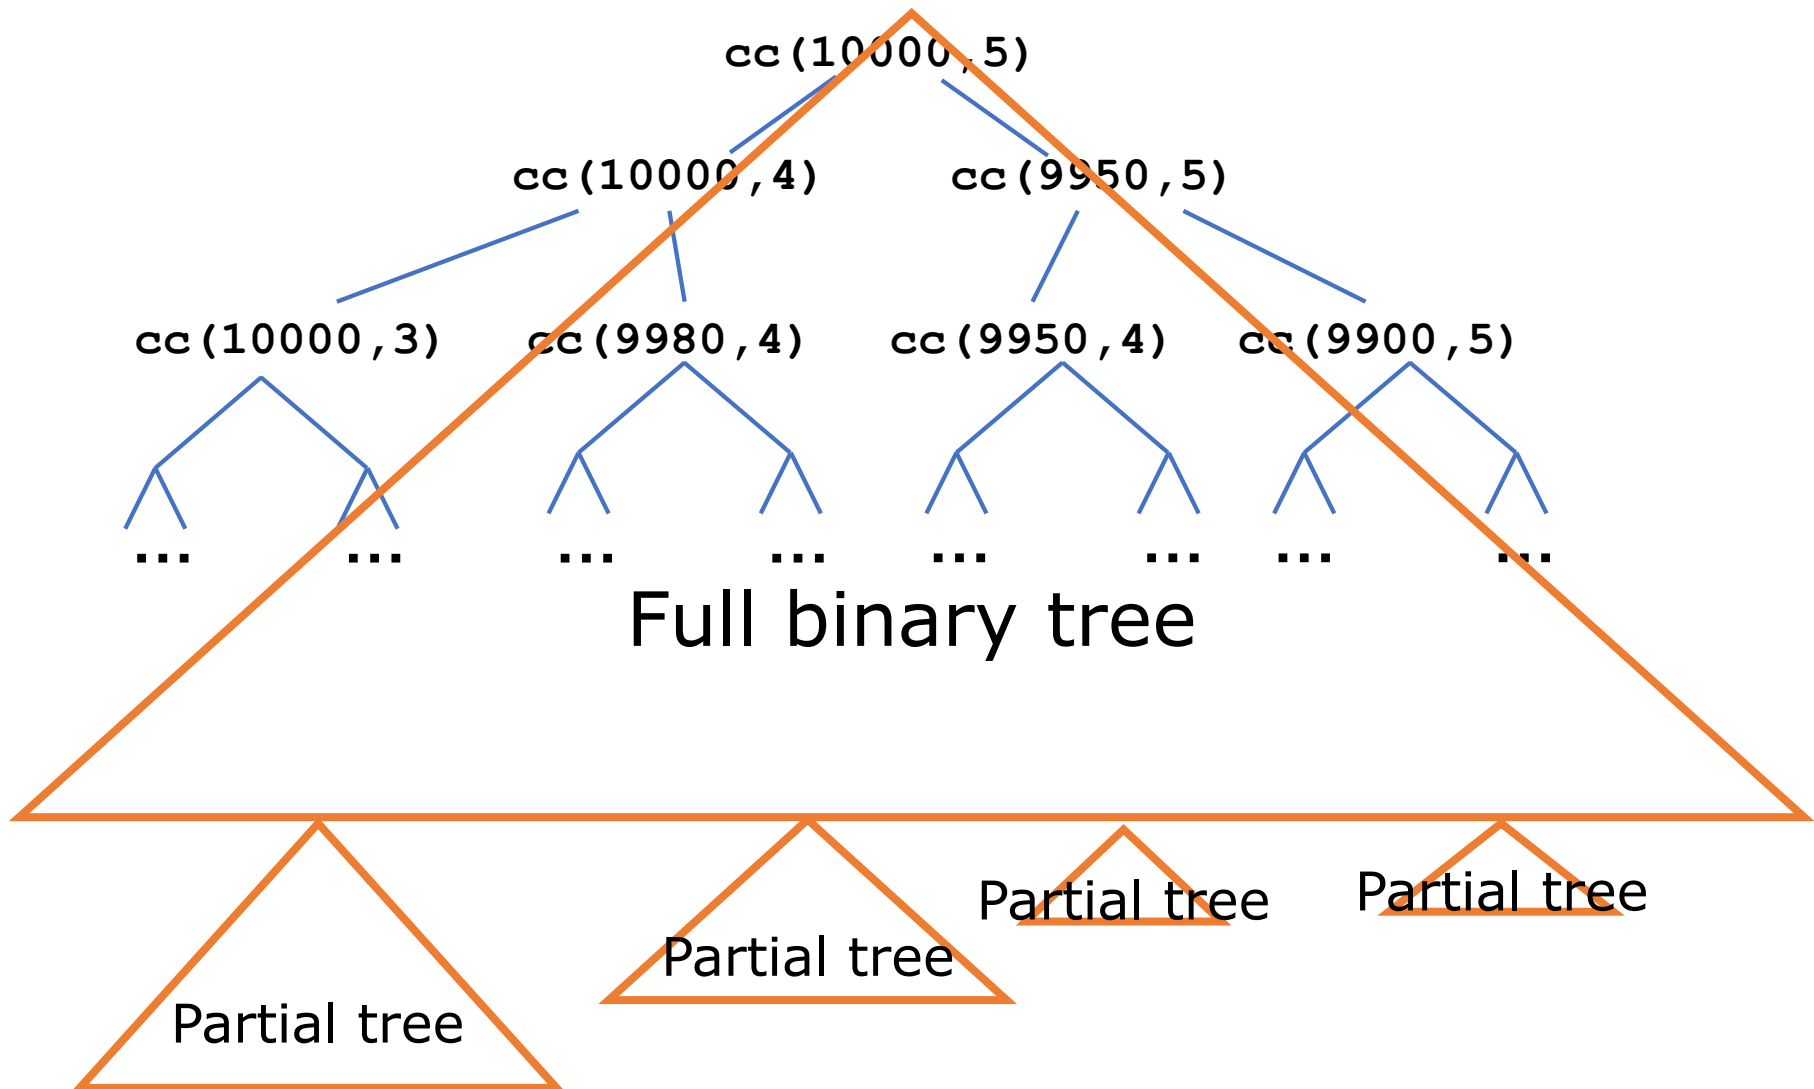 cc(10000,5)
cc(10000,4) cc(9950,5)
cc(10000,3) cc(9980,4) cc(9950,4) cc(9900,5)
... ... ... ... ... ... ... ...
Full binary tree
Partial tree Partial tree
Partial tree
Partial tree